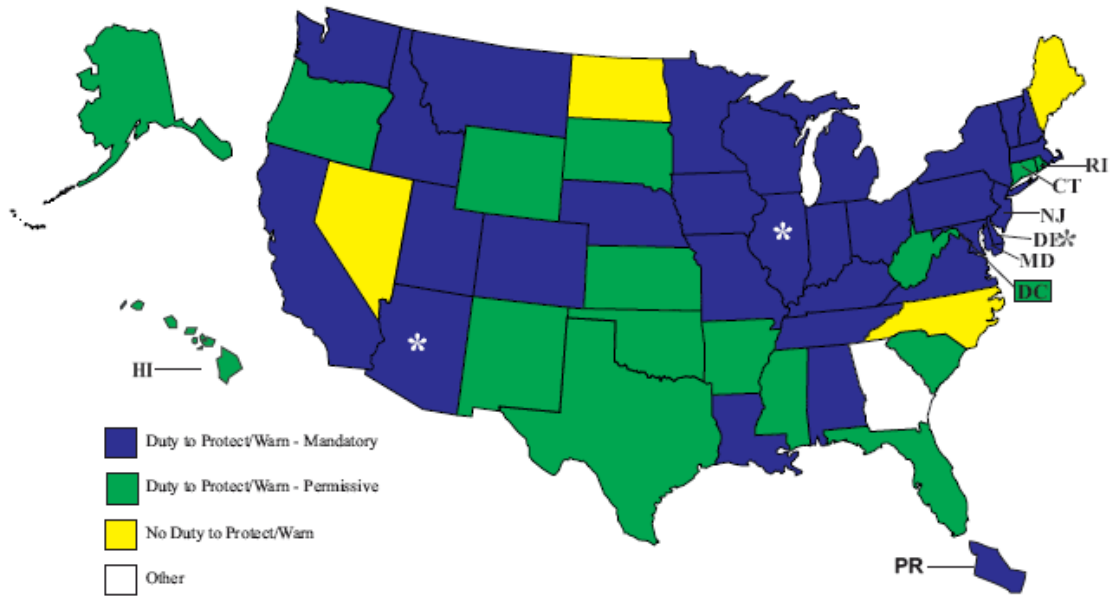 RI
CT
NJ
DE*
MD
DC
*
*
HI
Duty to Protect/Warn - Mandatory
Duty to Protect/Warn - Permissive
No Duty to Protect/Warn
Other
PR